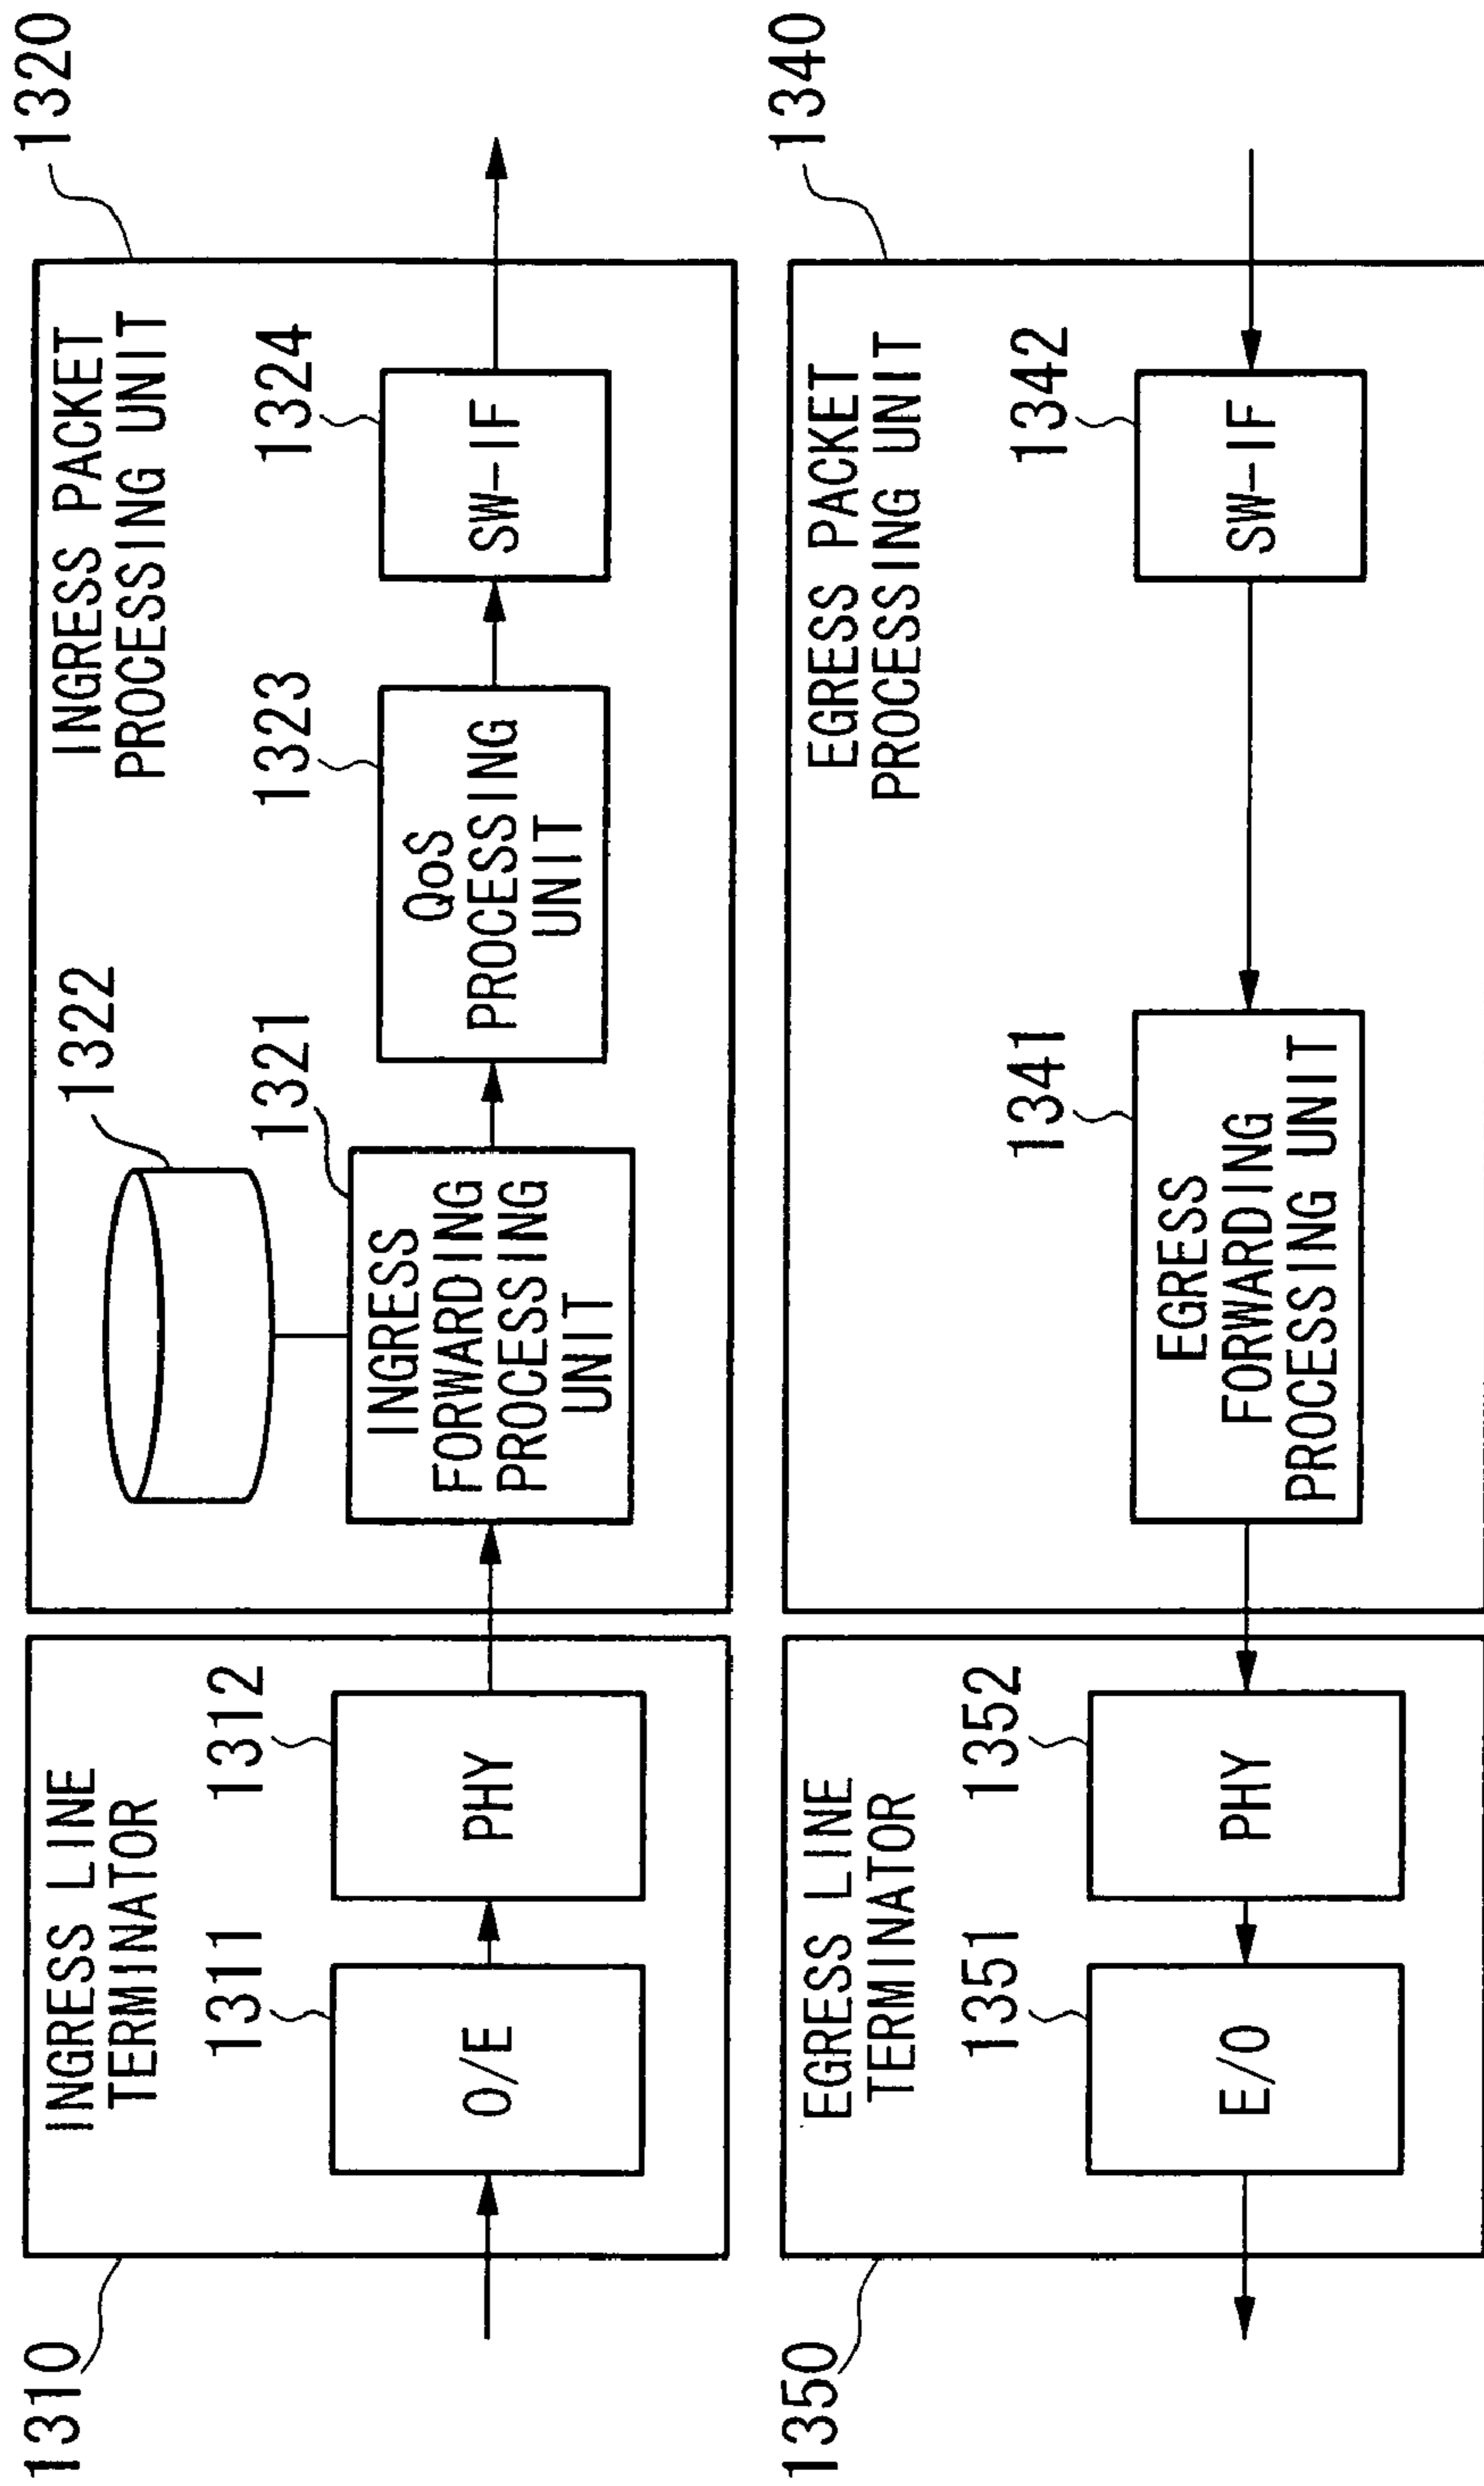 1310
INGRESS LINE
TERMINATOR
1311
O/E
1312
PHY
1320
INGRESS PACKET
PROCESSING UNIT
1322
1321
INGRESS
FORWARDING
PROCESSING
UNIT
1323
QoS
PROCESSING
UNIT
1324
SW-IF
1350
EGRESS LINE
TERMINATOR
1351
E/O
1352
PHY
1340
EGRESS PACKET
PROCESSING UNIT
1341
EGRESS
FORWARDING
PROCESSING UNIT
1342
SW-IF